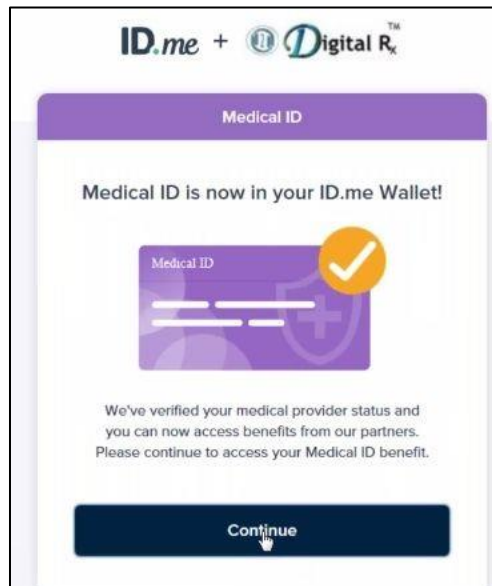 ID.me + Digital Rx™
Medical ID
Medical ID is now in your ID.me Wallet!
Medical ID
We've verified your medical provider status and
you can now access benefits from our partners.
Please continue to access your Medical ID benefit.
Continue